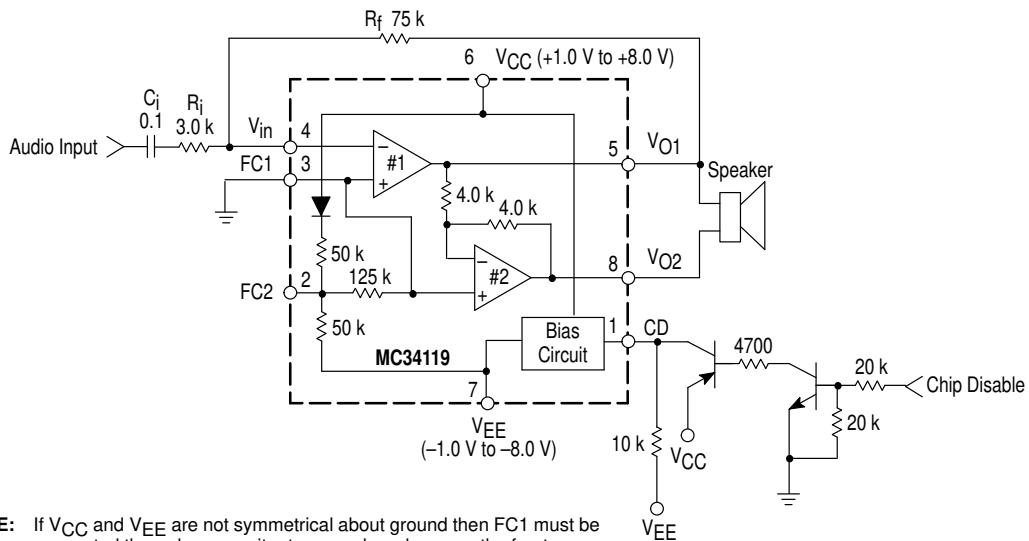 Rf 75 k
6 VCC (+1.0 V to +8.0 V)
Ci
0.1
Ri
3.0 k
Audio Input
Vin
4
FC1
3
#1
–
+
5
VO1
Speaker
4.0 k
4.0 k
50 k
2
125 k
FC2
–
+
#2
8
VO2
50 k
MC34119
Bias
Circuit
1
CD
4700
20 k
Chip Disable
20 k
7
VEE
(–1.0 V to –8.0 V)
10 k
VCC
VEE
E: If VCC and VEE are not symmetrical about ground then FC1 must be